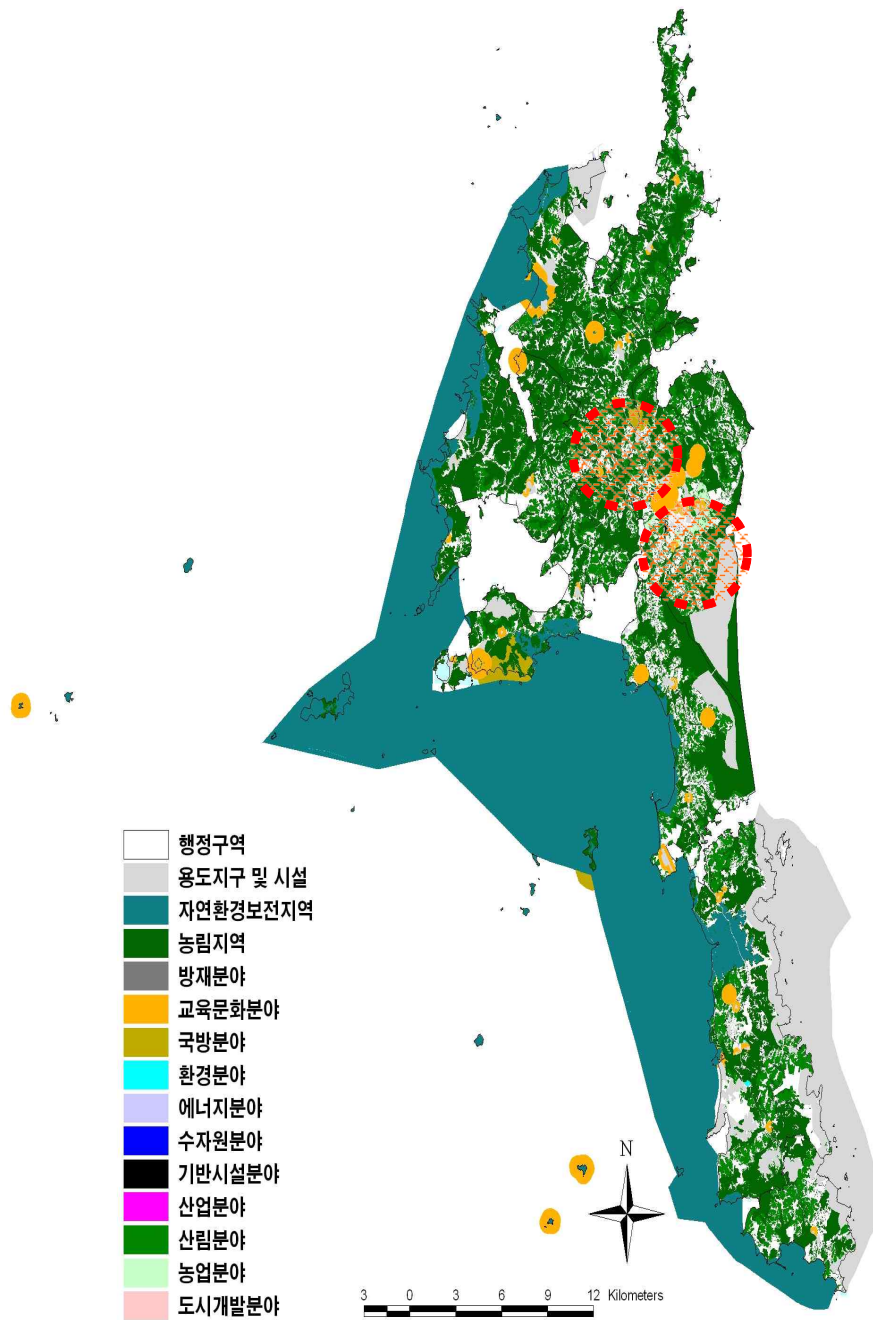 행정구역
용도지구 및 시설
자연환경보전지역
농림지역
방재분야
교육문화분야
국방분야
환경분야
에너지분야
수자원분야
기반시설분야
산업분야
산림분야
농업분야
도시개발분야
N
3 0 3 6 9 12 Kilometers